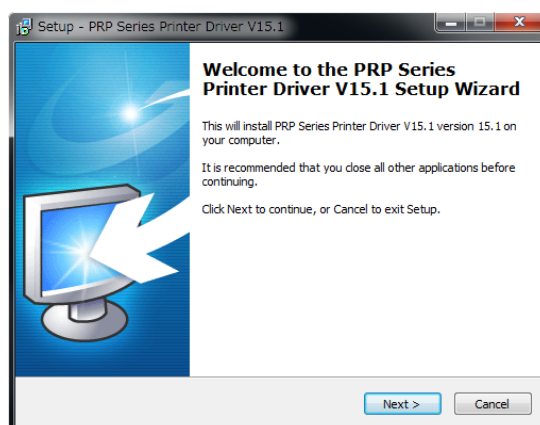 Setup - PRP Series Printer Driver V15.1
Welcome to the PRP Series
Printer Driver V15.1 Setup Wizard
This will install PRP Series Printer Driver V15.1 version 15.1 on
your computer.
It is recommended that you close all other applications before
continuing.
Click Next to continue, or Cancel to exit Setup.
Next >
Cancel